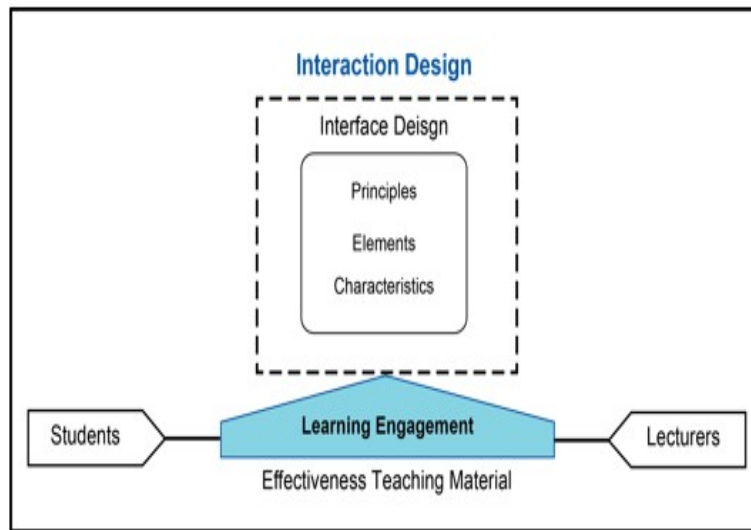 Interaction Design
Interface Deisgn
Principles
Elements
Characteristics
Students
Learning Engagement
Lecturers
Effectiveness Teaching Material